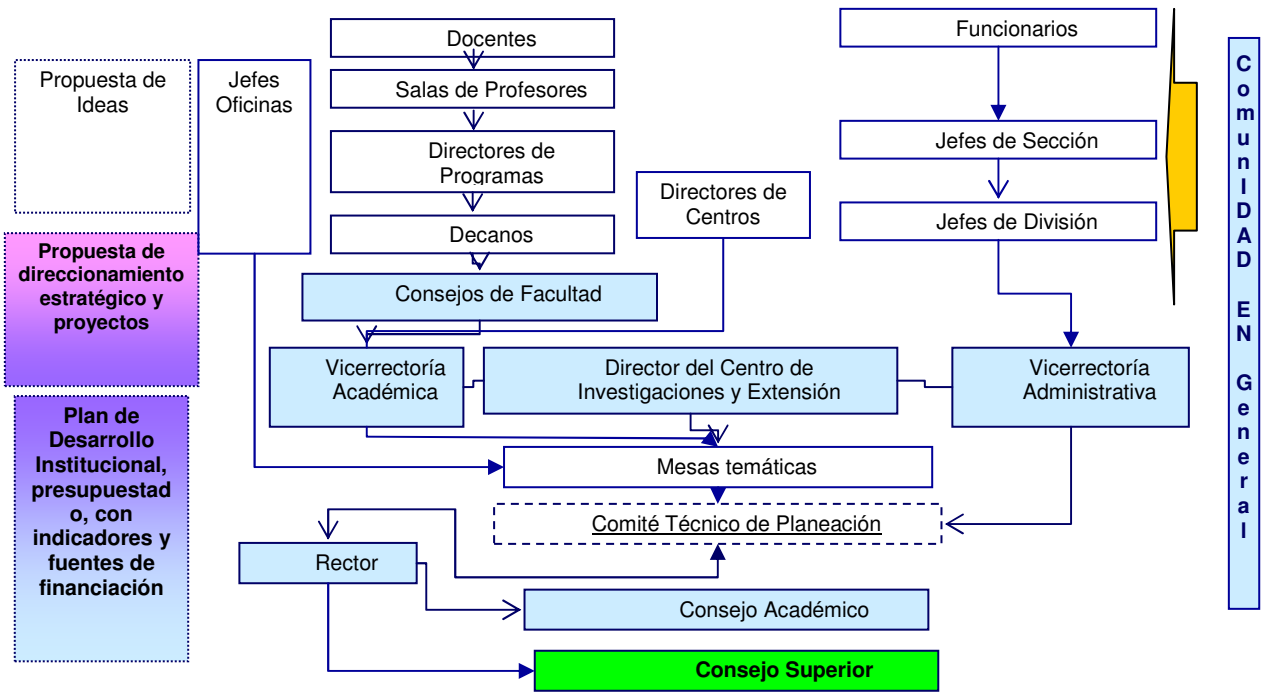 Docentes
Funcionarios
Propuesta de
Ideas
Jefes
Oficinas
Salas de Profesores
Directores de
Programas
Jefes de Sección
Directores de
Centros
Decanos
Jefes de División
Propuesta de
direccionamiento
estratégico y
proyectos
Consejos de Facultad
Vicerrectoría
Académica
Director del Centro de
Investigaciones y Extensión
Vicerrectoría
Administrativa
Plan de
Desarrollo
Institucional,
presupuestad
o, con
indicadores y
fuentes de
financiación
Mesas temáticas
Comité Técnico de Planeación
Rector
Consejo Académico
Consejo Superior
ComunIDAD EN General